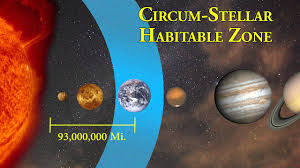 CIRCUM-STELLAR
HABITABLE ZONE
93,000,000 Mi.